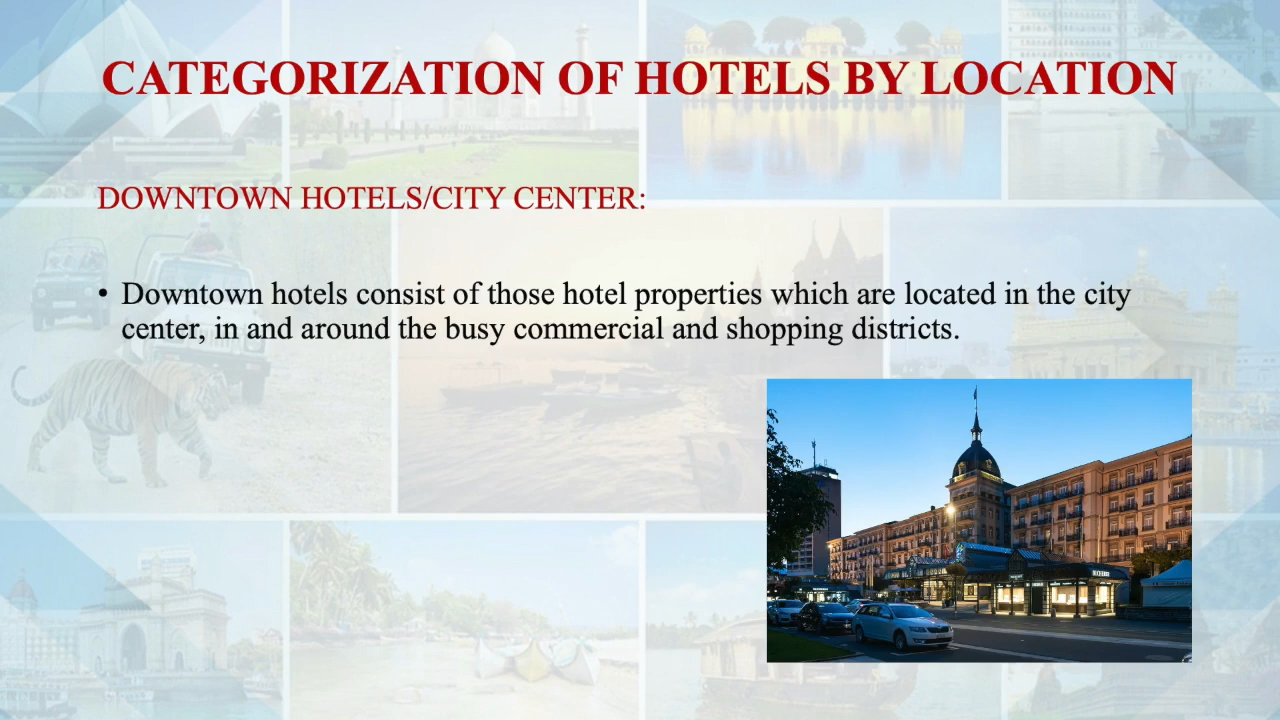 CATEGORIZATION OF HOTELS BY LOCATION
DOWNTOWN HOTELS/CITY CENTER:
• Downtown hotels consist of those hotel properties which are located in the city
center, in and around the busy commercial and shopping districts.